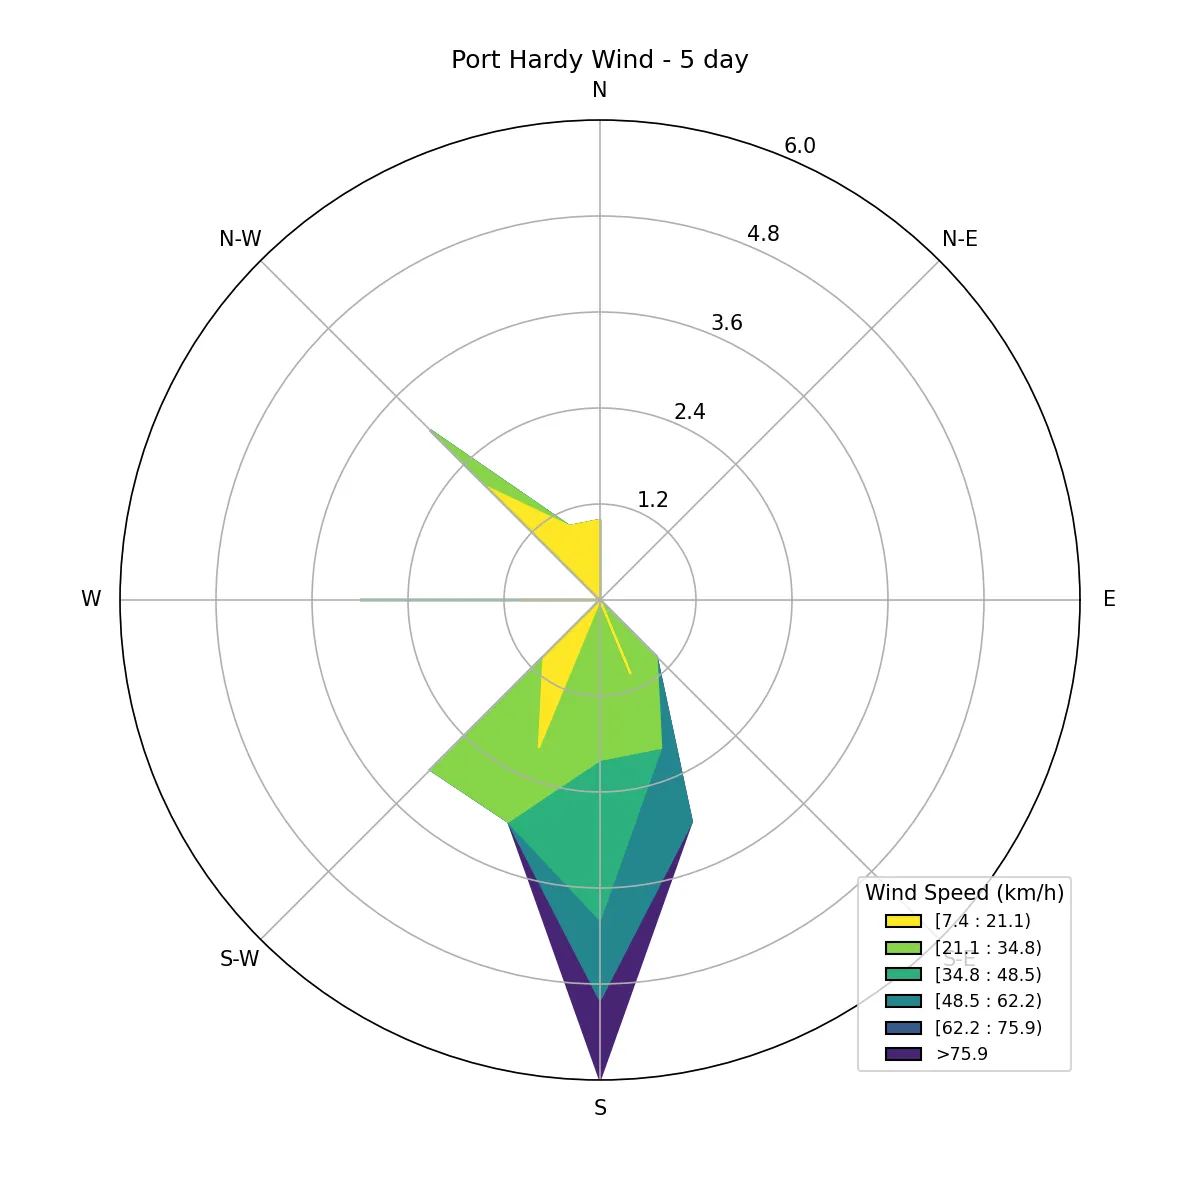 Port Hardy Wind - 5 day
N
6.0
N-W
4.8
N-E
3.6
2.4
1.2
W
E
Wind Speed (km/h)
[7.4 : 21.1)
[21.1 : 34.8)
S-W
S-E
[34.8 : 48.5)
[48.5 : 62.2)
[62.2 : 75.9)
>75.9
S